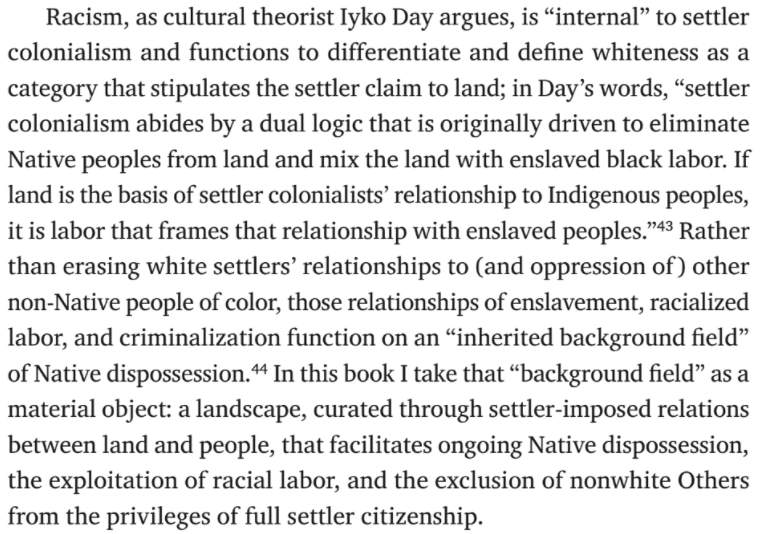 Racism, as cultural theorist Iyko Day argues, is “internal” to settler
colonialism and functions to differentiate and define whiteness as a
category that stipulates the settler claim to land; in Day’s words, “settler
colonialism abides by a dual logic that is originally driven to eliminate
Native peoples from land and mix the land with enslaved black labor. If
land is the basis of settler colonialists’ relationship to Indigenous peoples,
it is labor that frames that relationship with enslaved peoples.”⁴³ Rather
than erasing white settlers’ relationships to (and oppression of) other
non-Native people of color, those relationships of enslavement, racialized
labor, and criminalization function on an “inherited background field”
of Native dispossession.⁴⁴ In this book I take that “background field” as a
material object: a landscape, curated through settler-imposed relations
between land and people, that facilitates ongoing Native dispossession,
the exploitation of racial labor, and the exclusion of nonwhite Others
from the privileges of full settler citizenship.